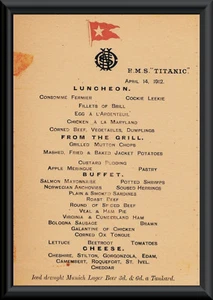 R.M.S. "TITANIC."
APRIL 14, 1912.
LUNCHEON.
CONSOMMÉ FERMIER COCKIE LEEKIE
FILLETS OF BRILL
EGG À L'ARGENTEUIL
CHICKEN À LA MARYLAND
CORNED BEEF, VEGETABLES, DUMPLINGS
FROM THE GRILL.
GRILLED MUTTON CHOPS
MASHED, FRIED & BAKED JACKET POTATOES
CUSTARD PUDDING
APPLE MERINGUE PASTRY
BUFFET.
SALMON MAYONNAISE POTTED SHRIMPS
NORWEGIAN ANCHOVIES SOUSED HERRINGS
PLAIN & SMOKED SARDINES
ROAST BEEF
ROUND OF SPICED BEEF
VEAL & HAM PIE
VIRGINIA & CUMBERLAND HAM
BOLOGNA SAUSAGE BRAWN
GALANTINE OF CHICKEN
CORNED OX TONGUE
LETTUCE BEETROOT TOMATOES
CHEESE.
CHESHIRE, STILTON, GORGONZOLA, EDAM,
CAMEMBERT, ROQUEFORT, ST. IVEL,
CHEDDAR
Iced draught Munich Lager Beer 3d. & 6d. a Tankard.